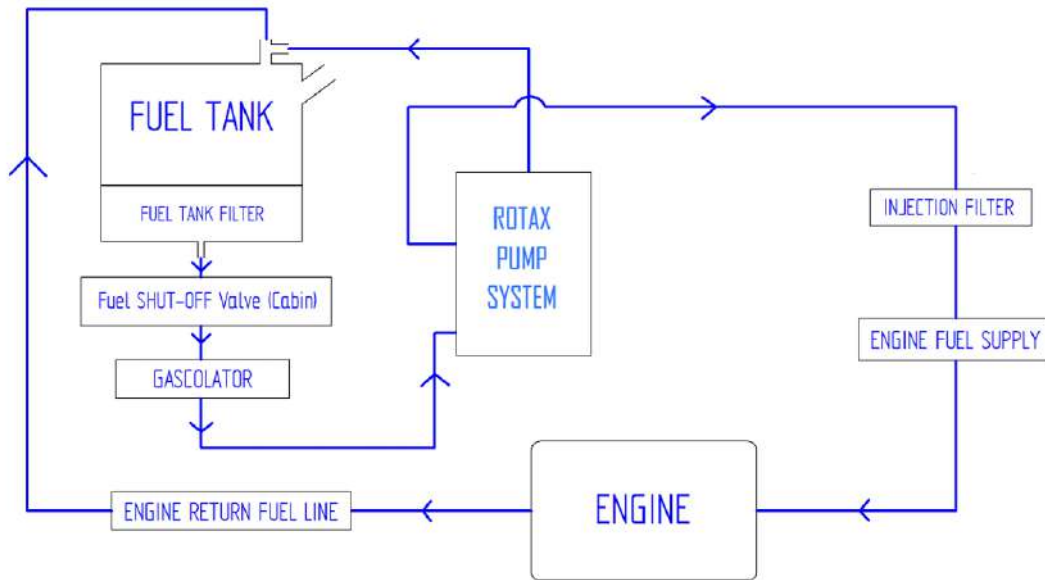 FUEL TANK
FUEL TANK FILTER
Fuel SHUT-OFF Valve (Cabin)
GASCOLATOR
ROTAX
PUMP
SYSTEM
INJECTION FILTER
ENGINE FUEL SUPPLY
ENGINE
ENGINE RETURN FUEL LINE